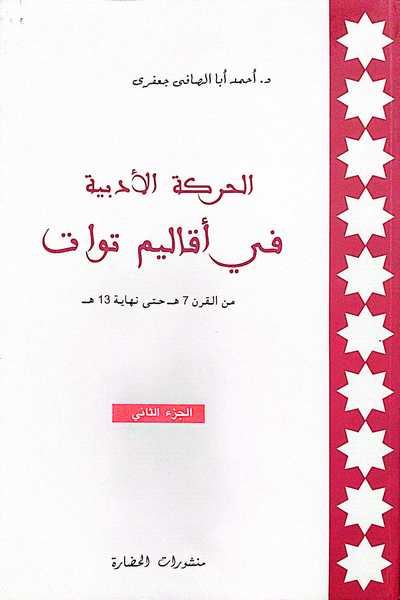 د. أحمد أبا الصافي جعفري
الحركة الأدبية
في أقاليم توات
من القرن 7 هـ حتى نهاية 13 هـ
الجزء الثاني
منشورات الحضارة